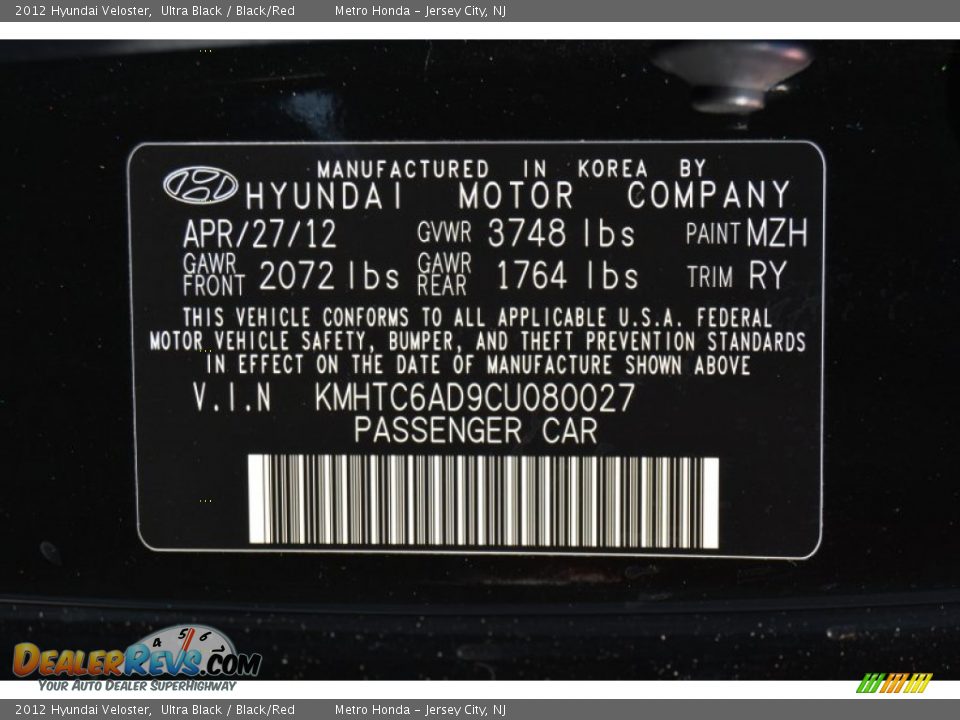 2012 Hyundai Veloster, Ultra Black / Black/Red Metro Honda - Jersey City, NJ
MANUFACTURED IN KOREA BY
HYUNDAI MOTOR COMPANY
APR/27/12 GVWR 3748 lbs PAINT MZH
GAWR FRONT 2072 lbs GAWR REAR 1764 lbs TRIM RY
THIS VEHICLE CONFORMS TO ALL APPLICABLE U.S.A. FEDERAL
MOTOR VEHICLE SAFETY, BUMPER, AND THEFT PREVENTION STANDARDS
IN EFFECT ON THE DATE OF MANUFACTURE SHOWN ABOVE
V.I.N KMHTC6AD9CU080027
PASSENGER CAR
4 5 6
DEALERREVS.COM
YOUR AUTO DEALER SUPERHIGHWAY
2012 Hyundai Veloster, Ultra Black / Black/Red Metro Honda - Jersey City, NJ